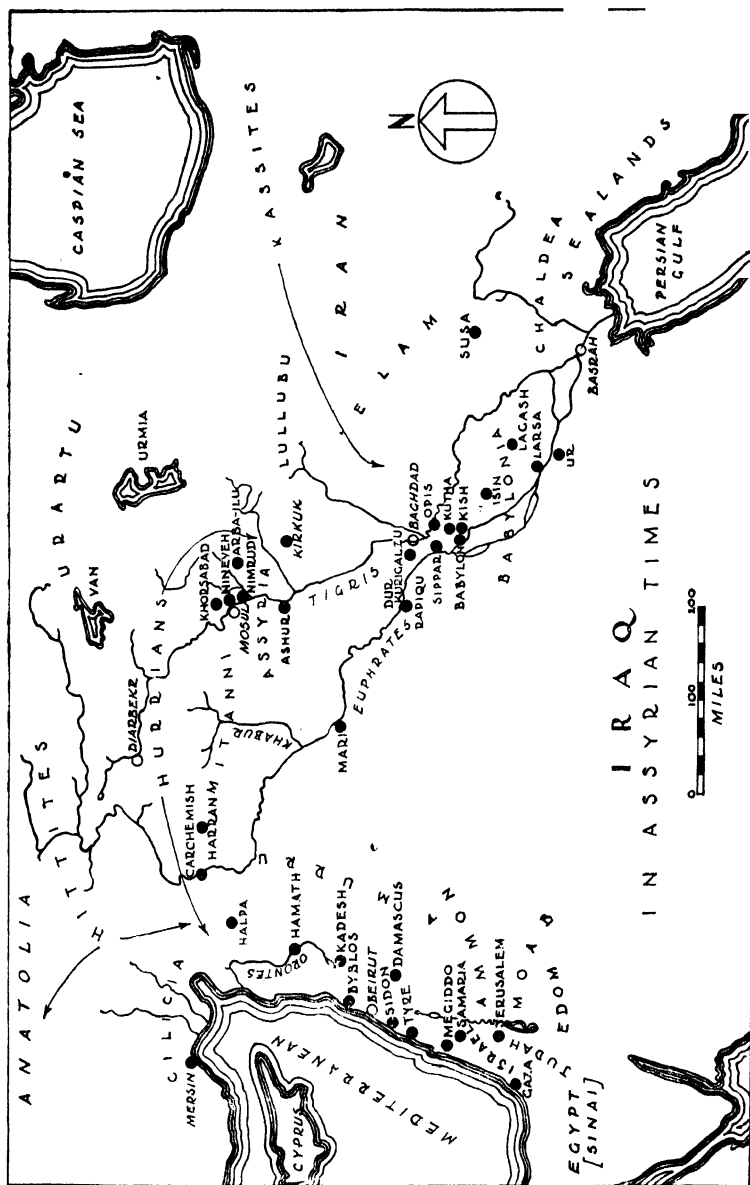 ANATOLIA
HITTITES
URARTU
CASPIAN SEA
VAN
URMIA
CILICIA
MERSIN
CYPRUS
MEDITERRANEAN
DIARBEKR
HURRIANS
MITANNI
CARCHEMISH
HARRAN
KHABUR
HALPA
HAMATH
ORONTES
KADESH
BYBLOS
BEIRUT
SIDON
DAMASCUS
TYRE
AMURRU
MEGIDDO
SAMARIA
JERUSALEM
AMMON
MOAB
EDOM
JUDAH
GAZA
EGYPT
[SINAI]
KHORSABAD
NINEVEH
ARBA-ILU
MOSUL
NIMRUD
ASSYRIA
ASHUR
KIRKUK
LULLUBU
KASSITES
IRAN
N
TIGRIS
EUPHRATES
MARI
RAPIQU
DUR
KURIGALZU
BAGHDAD
OPIS
SIPPAR
KUTHA
KISH
BABYLON
BABYLONIA
ISIN
LAGASH
LARSA
UR
ELAM
SUSA
CHALDEA
SEALANDS
BASRAH
PERSIAN
GULF
IRAQ
IN ASSYRIAN TIMES
0 100 200
MILES